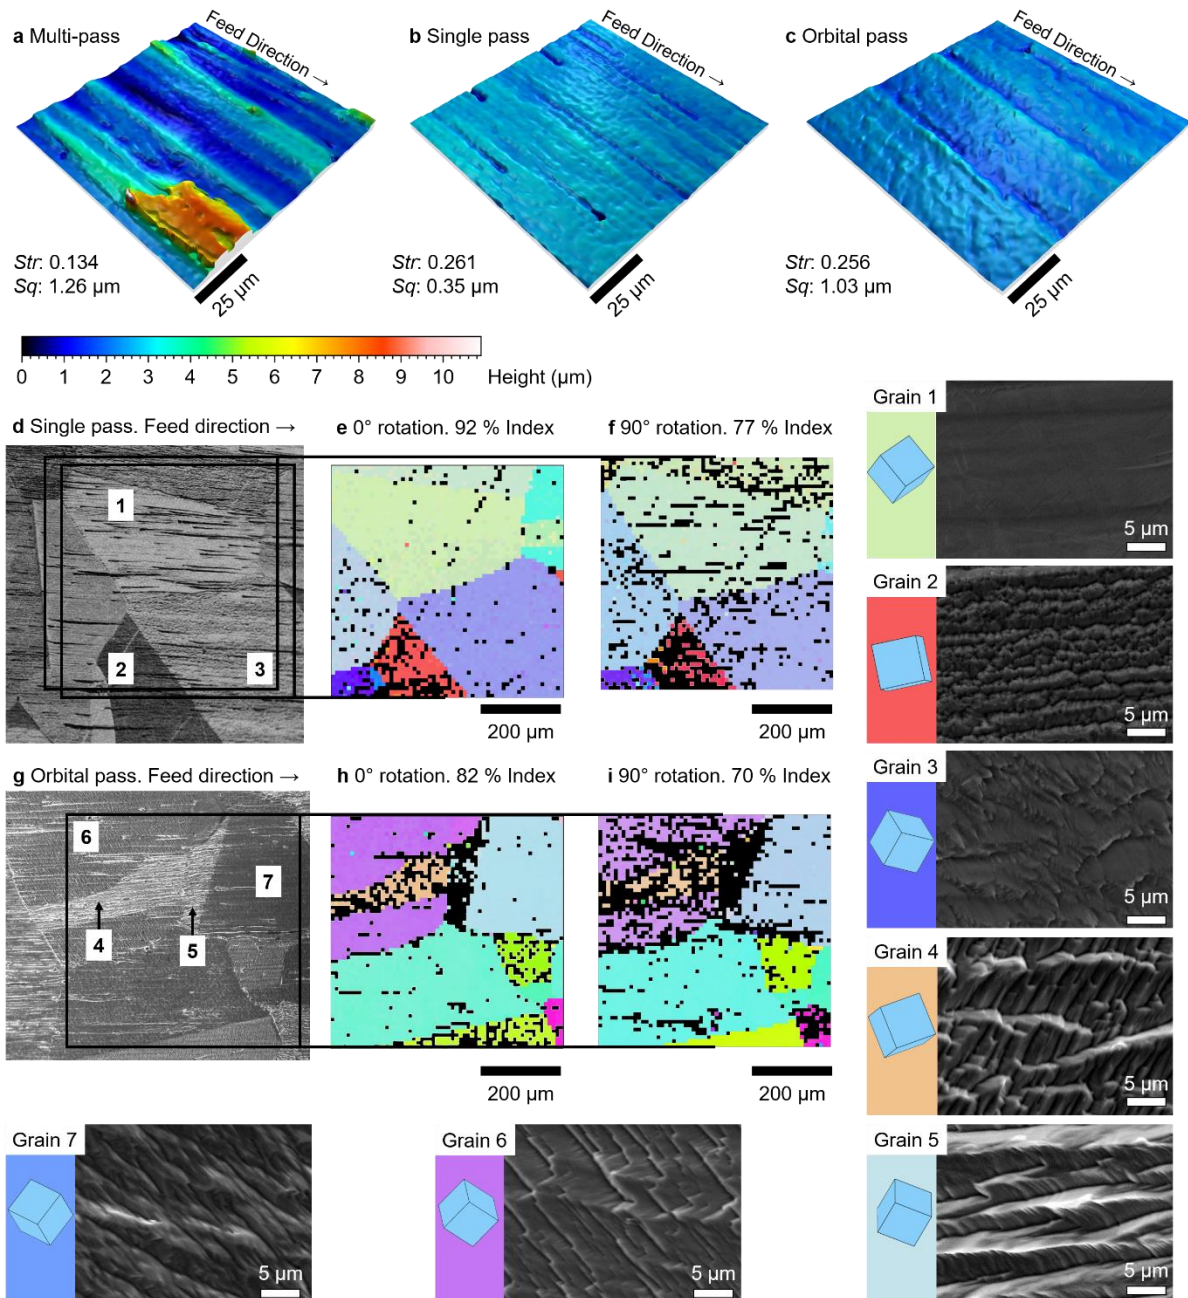 a Multi-pass
Feed Direction →
Str: 0.134
Sq: 1.26 µm
25 µm
b Single pass
Feed Direction →
Str: 0.261
Sq: 0.35 µm
25 µm
c Orbital pass
Feed Direction →
Str: 0.256
Sq: 1.03 µm
25 µm
0 1 2 3 4 5 6 7 8 9 10 Height (µm)
d Single pass. Feed direction →
1
2
3
e 0° rotation. 92 % Index
200 µm
f 90° rotation. 77 % Index
200 µm
g Orbital pass. Feed direction →
6
7
4
5
h 0° rotation. 82 % Index
200 µm
i 90° rotation. 70 % Index
200 µm
Grain 1
5 µm
Grain 2
5 µm
Grain 3
5 µm
Grain 4
5 µm
Grain 5
5 µm
Grain 6
5 µm
Grain 7
5 µm